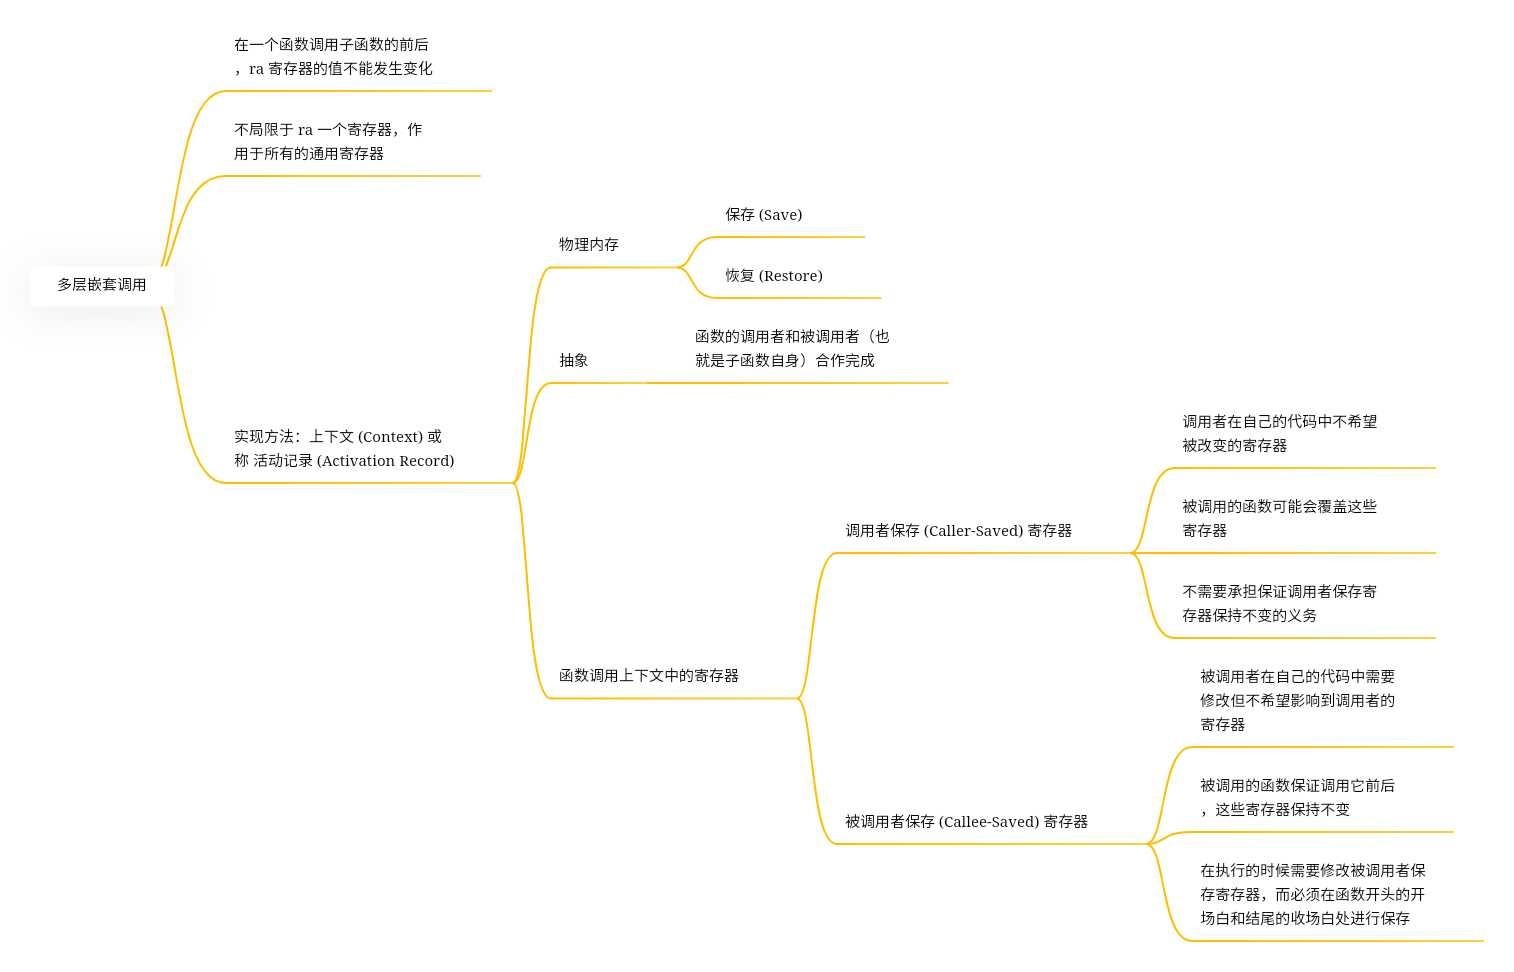 在一个函数调用子函数的前后
，ra 寄存器的值不能发生变化
不局限于 ra 一个寄存器，作
用于所有的通用寄存器
保存 (Save)
物理内存
恢复 (Restore)
多层嵌套调用
函数的调用者和被调用者（也
就是子函数自身）合作完成
抽象
实现方法：上下文 (Context) 或
称 活动记录 (Activation Record)
调用者在自己的代码中不希望
被改变的寄存器
被调用的函数可能会覆盖这些
寄存器
调用者保存 (Caller-Saved) 寄存器
不需要承担保证调用者保存寄
存器保持不变的义务
函数调用上下文中的寄存器
被调用者在自己的代码中需要
修改但不希望影响到调用者的
寄存器
被调用的函数保证调用它前后
，这些寄存器保持不变
被调用者保存 (Callee-Saved) 寄存器
在执行的时候需要修改被调用者保
存寄存器，而必须在函数开头的开
场白和结尾的收场白处进行保存